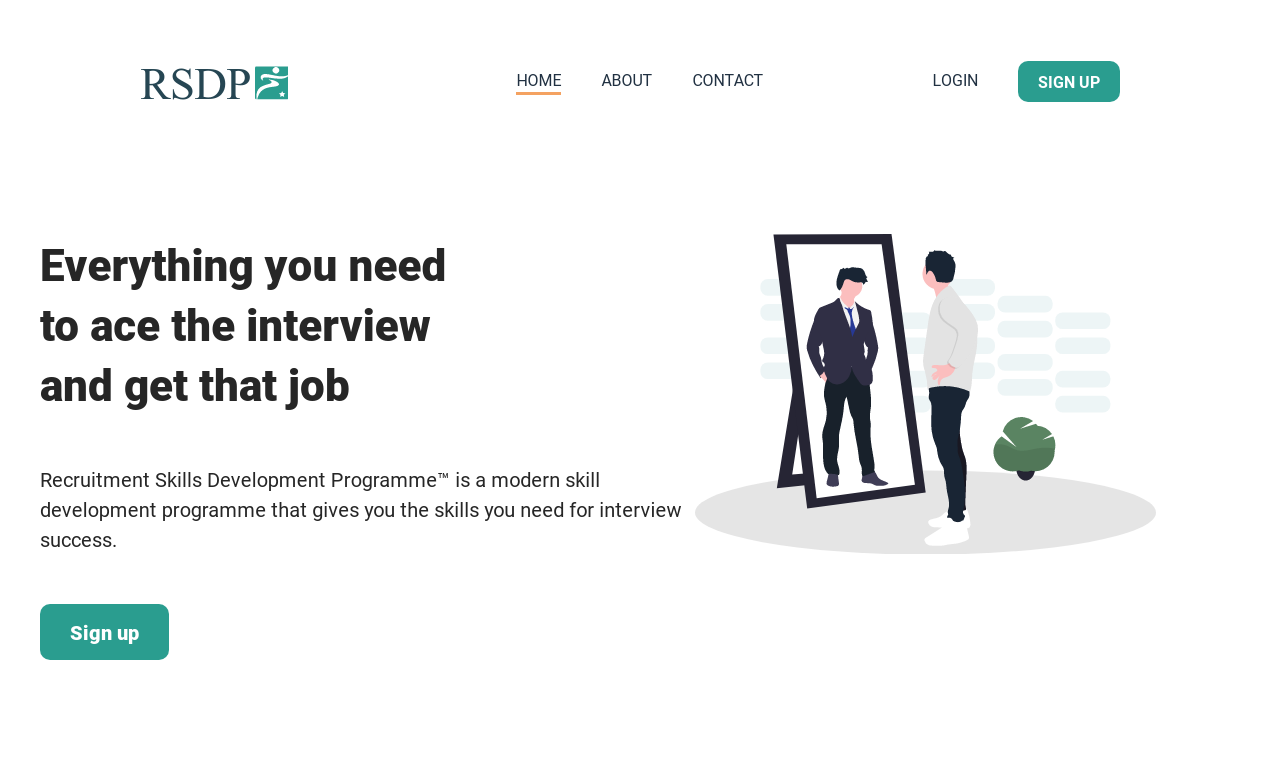 RSDP
HOME ABOUT CONTACT LOGIN SIGN UP
Everything you need
to ace the interview
and get that job
Recruitment Skills Development Programme™ is a modern skill
development programme that gives you the skills you need for interview
success.
Sign up